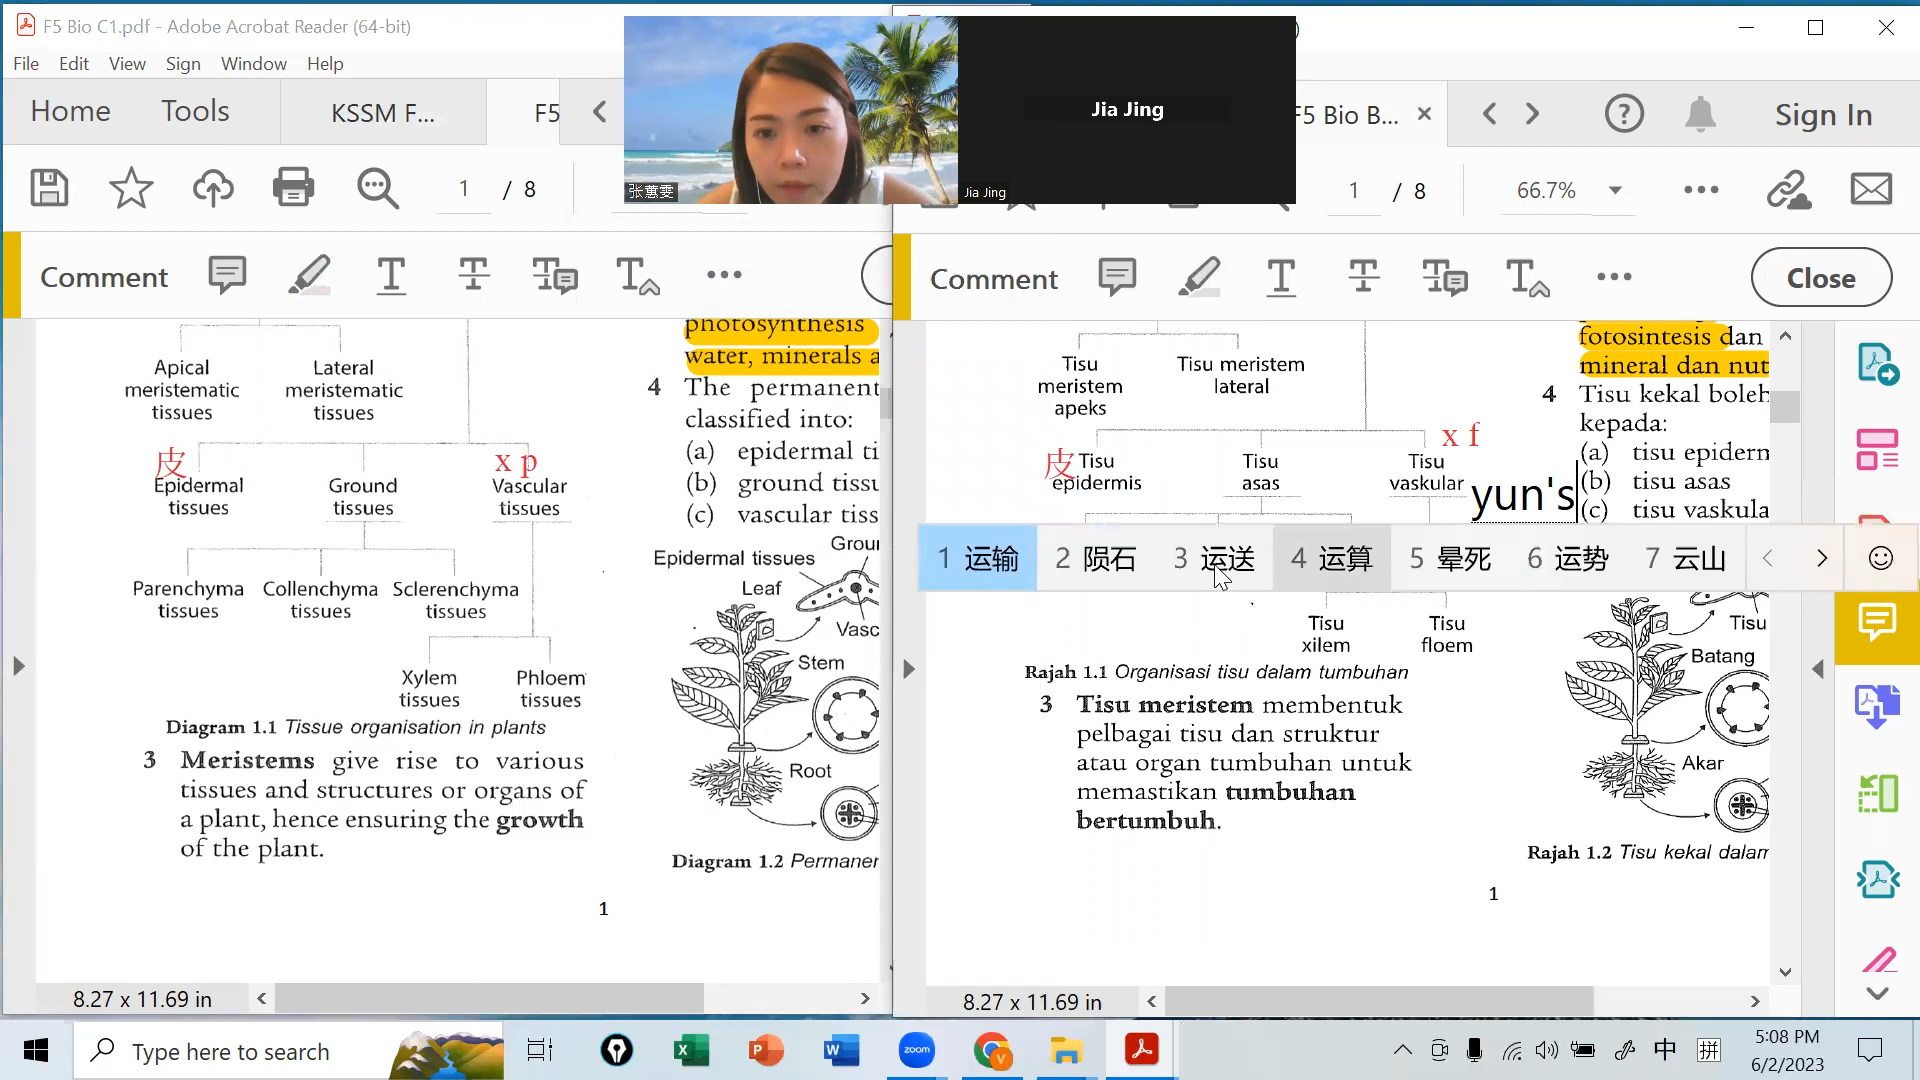 F5 Bio C1.pdf - Adobe Acrobat Reader (64-bit)
File Edit View Sign Window Help
Home Tools KSSM F... F5
1 / 8
Comment
张蕙雯
Jia Jing
Jia Jing
F5 Bio B...
Sign In
1 / 8 66.7%
Comment
Close
Apical
meristematic
tissues
Lateral
meristematic
tissues
皮
x p
Epidermal
tissues
Ground
tissues
Vascular
tissues
Parenchyma
tissues
Collenchyma
tissues
Sclerenchyma
tissues
Xylem
tissues
Phloem
tissues
Diagram 1.1 Tissue organisation in plants
3 Meristems give rise to various
tissues and structures or organs of
a plant, hence ensuring the growth
of the plant.
photosynthesis
water, minerals a
4 The permanent
classified into:
(a) epidermal ti
(b) ground tissu
(c) vascular tiss
Epidermal tissues
Groun
Leaf
Vasc
Stem
Root
Diagram 1.2 Permanen
1
8.27 x 11.69 in
Tisu
meristem
apeks
Tisu meristem
lateral
皮
x f
Tisu
epidermis
Tisu
asas
Tisu
vaskular
yun's
1 运输 2 陨石 3 运送 4 运算 5 晕死 6 运势 7 云山
Tisu
xilem
Tisu
floem
Rajah 1.1 Organisasi tisu dalam tumbuhan
3 Tisu meristem membentuk
pelbagai tisu dan struktur
atau organ tumbuhan untuk
memastikan tumbuhan
bertumbuh.
fotosintesis dan
mineral dan nut
4 Tisu kekal boleh
kepada:
(a) tisu epiderm
(b) tisu asas
(c) tisu vaskula
Tisu
Batang
Akar
Rajah 1.2 Tisu kekal dalam
1
8.27 x 11.69 in
Type here to search
zoom
中 拼
5:08 PM
6/2/2023